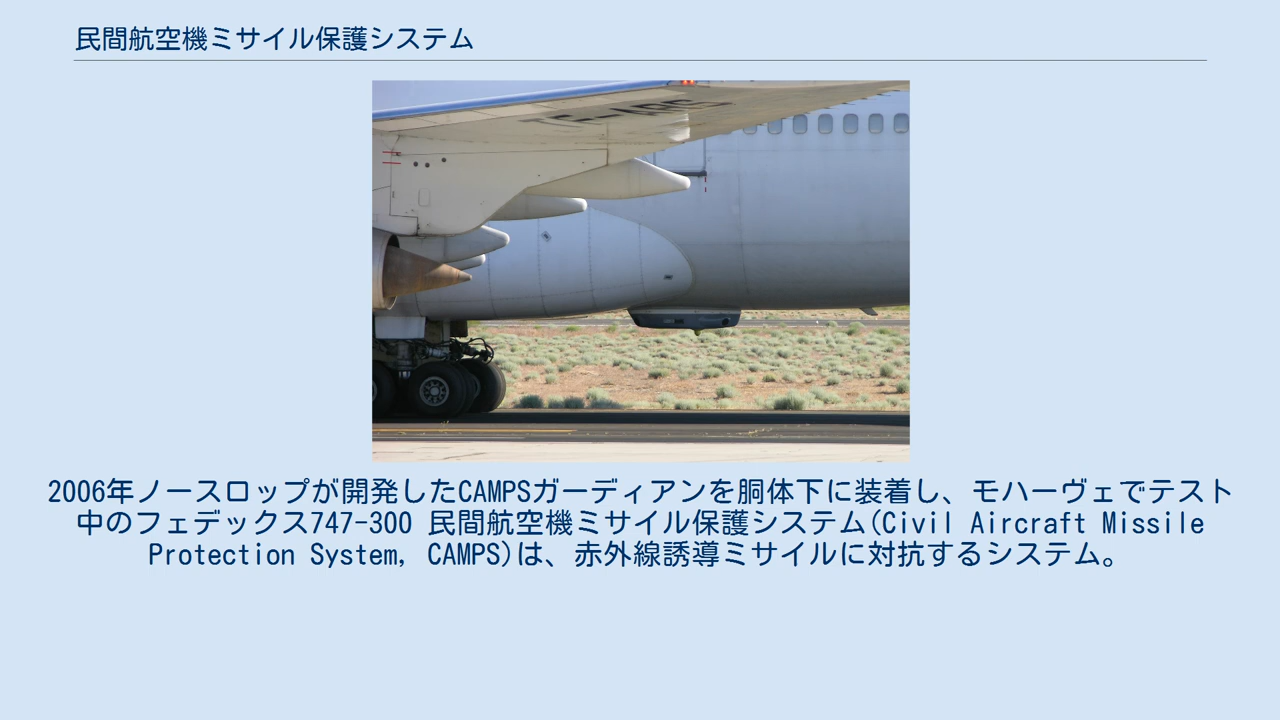 民間航空機ミサイル保護システム
TF-ARS
2006年ノースロップが開発したCAMPSガーディアンを胴体下に装着し、モハーヴェでテスト
中のフェデックス747-300 民間航空機ミサイル保護システム(Civil Aircraft Missile
Protection System, CAMPS)は、赤外線誘導ミサイルに対抗するシステム。